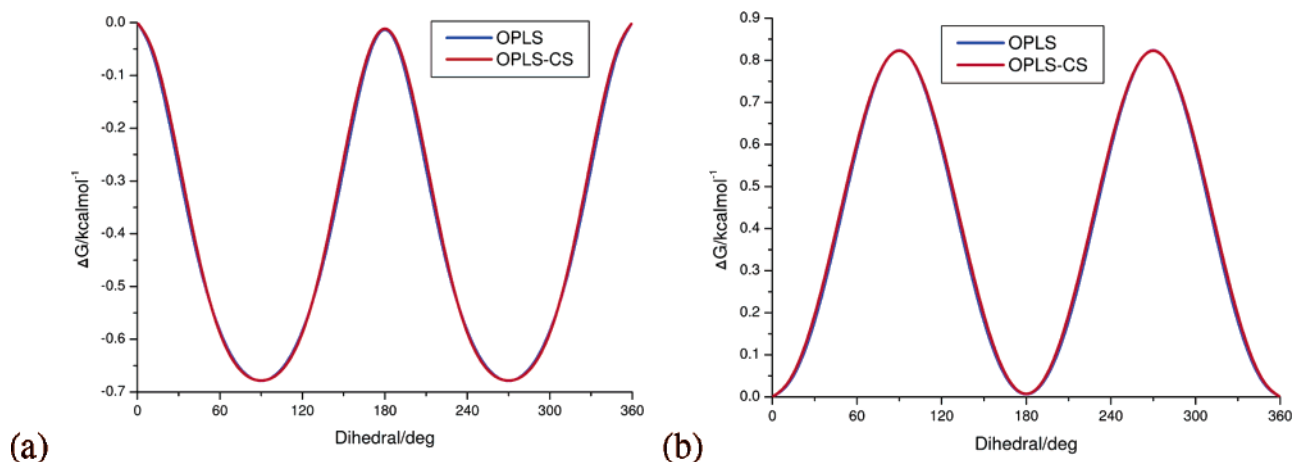 0.0
-0.1
-0.2
-0.3
-0.4
-0.5
-0.6
-0.7
ΔG/kcalmol⁻¹
OPLS
OPLS-CS
0 60 120 180 240 300 360
Dihedral/deg
(a)
0.9
0.8
0.7
0.6
0.5
0.4
0.3
0.2
0.1
0.0
ΔG/kcalmol⁻¹
OPLS
OPLS-CS
0 60 120 180 240 300 360
Dihedral/deg
(b)